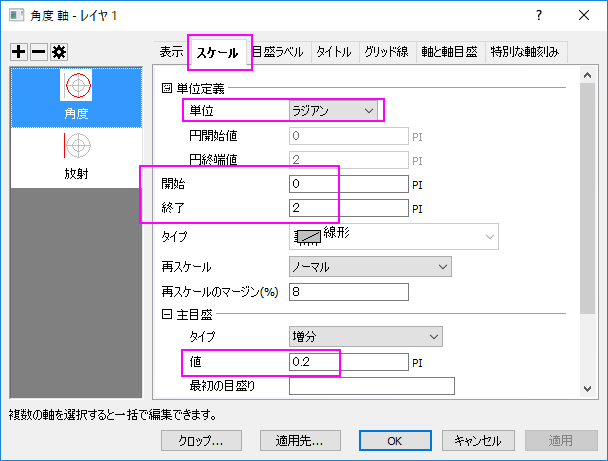 角度 軸 - レイヤ 1
表示 スケール 目盛ラベル タイトル グリッド線 軸と軸目盛 特別な軸刻み
角度
放射
単位定義
単位 ラジアン
円開始値 0 PI
円終端値 2 PI
開始 0 PI
終了 2 PI
タイプ 線形
再スケール ノーマル
再スケールのマージン(%) 8
主目盛
タイプ 増分
値 0.2 PI
最初の目盛り
複数の軸を選択すると一括で編集できます。
クロップ... 適用先... OK キャンセル 適用